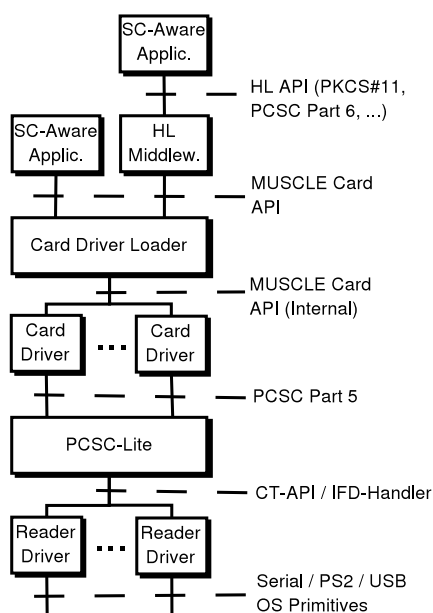 SC-Aware
Applic.
HL API (PKCS#11,
PCSC Part 6, ...)
SC-Aware
Applic.
HL
Middlew.
MUSCLE Card
API
Card Driver Loader
MUSCLE Card
API (Internal)
Card
Driver
...
Card
Driver
PCSC Part 5
PCSC-Lite
CT-API / IFD-Handler
Reader
Driver
...
Reader
Driver
Serial / PS2 / USB
OS Primitives